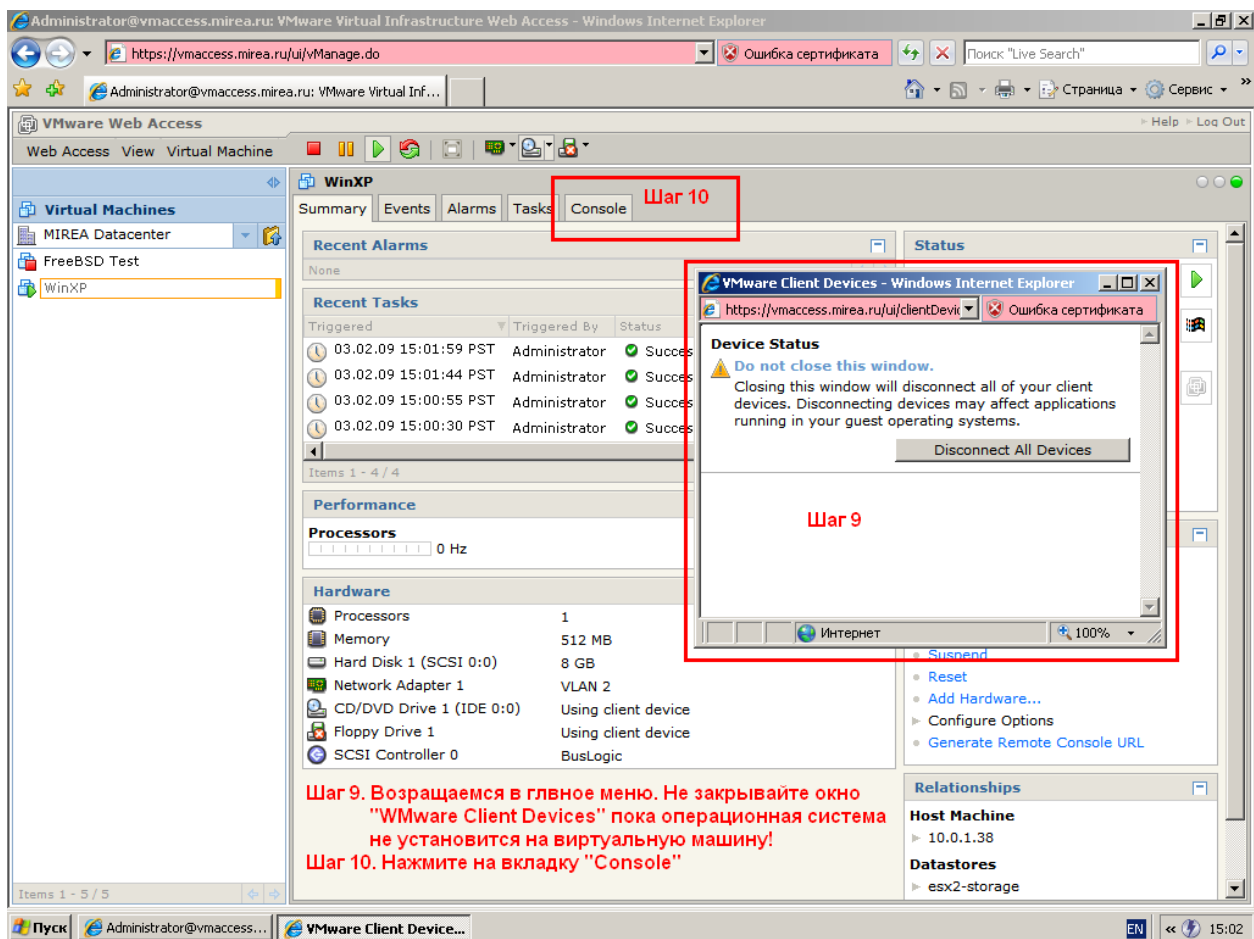 Administrator@vmaccess.mirea.ru: VMware Virtual Infrastructure Web Access - Windows Internet Explorer
https://vmaccess.mirea.ru/ui/vManage.do
Ошибка сертификата
Поиск "Live Search"
Administrator@vmaccess.mirea.ru: VMware Virtual Inf...
Страница
Сервис
VMware Web Access
Help
Log Out
Web Access View Virtual Machine
Virtual Machines
MIREA Datacenter
FreeBSD Test
WinXP
Items 1 - 5 / 5
WinXP
Summary Events Alarms Tasks Console
Шаг 10
Recent Alarms
None
Recent Tasks
Triggered Triggered By Status
03.02.09 15:01:59 PST Administrator Succes
03.02.09 15:01:44 PST Administrator Succes
03.02.09 15:00:55 PST Administrator Succes
03.02.09 15:00:30 PST Administrator Succes
Items 1 - 4 / 4
Performance
Processors
0 Hz
Hardware
Processors 1
Memory 512 MB
Hard Disk 1 (SCSI 0:0) 8 GB
Network Adapter 1 VLAN 2
CD/DVD Drive 1 (IDE 0:0) Using client device
Floppy Drive 1 Using client device
SCSI Controller 0 BusLogic
Шаг 9. Возращаемся в глвное меню. Не закрывайте окно
"WMware Client Devices" пока операционная система
не установится на виртуальную машину!
Шаг 10. Нажмите на вкладку "Console"
Status
VMware Client Devices - Windows Internet Explorer
https://vmaccess.mirea.ru/ui/clientDevic
Ошибка сертификата
Device Status
Do not close this window.
Closing this window will disconnect all of your client
devices. Disconnecting devices may affect applications
running in your guest operating systems.
Disconnect All Devices
Шаг 9
Интернет
100%
Suspend
Reset
Add Hardware...
Configure Options
Generate Remote Console URL
Relationships
Host Machine
10.0.1.38
Datastores
esx2-storage
Пуск
Administrator@vmaccess...
VMware Client Device...
EN
15:02